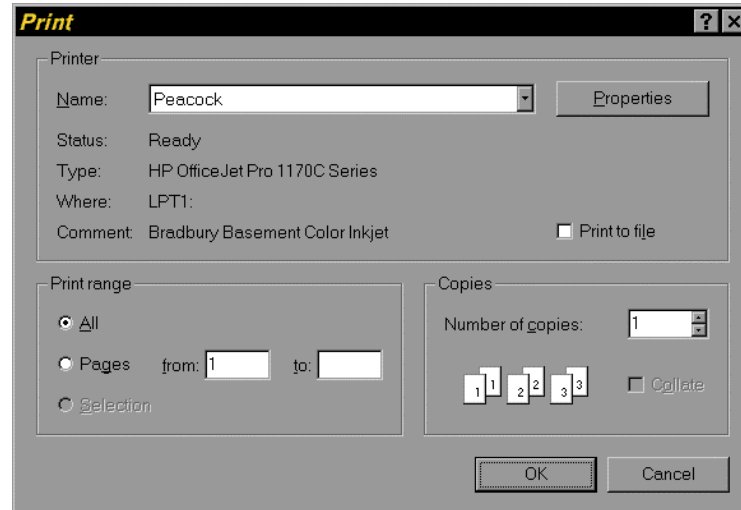 Print
Printer
Name: Peacock Properties
Status: Ready
Type: HP OfficeJet Pro 1170C Series
Where: LPT1:
Comment: Bradbury Basement Color Inkjet Print to file
Print range
All
Pages from: 1 to:
Selection
Copies
Number of copies: 1
1 1 2 2 3 3 Collate
OK Cancel